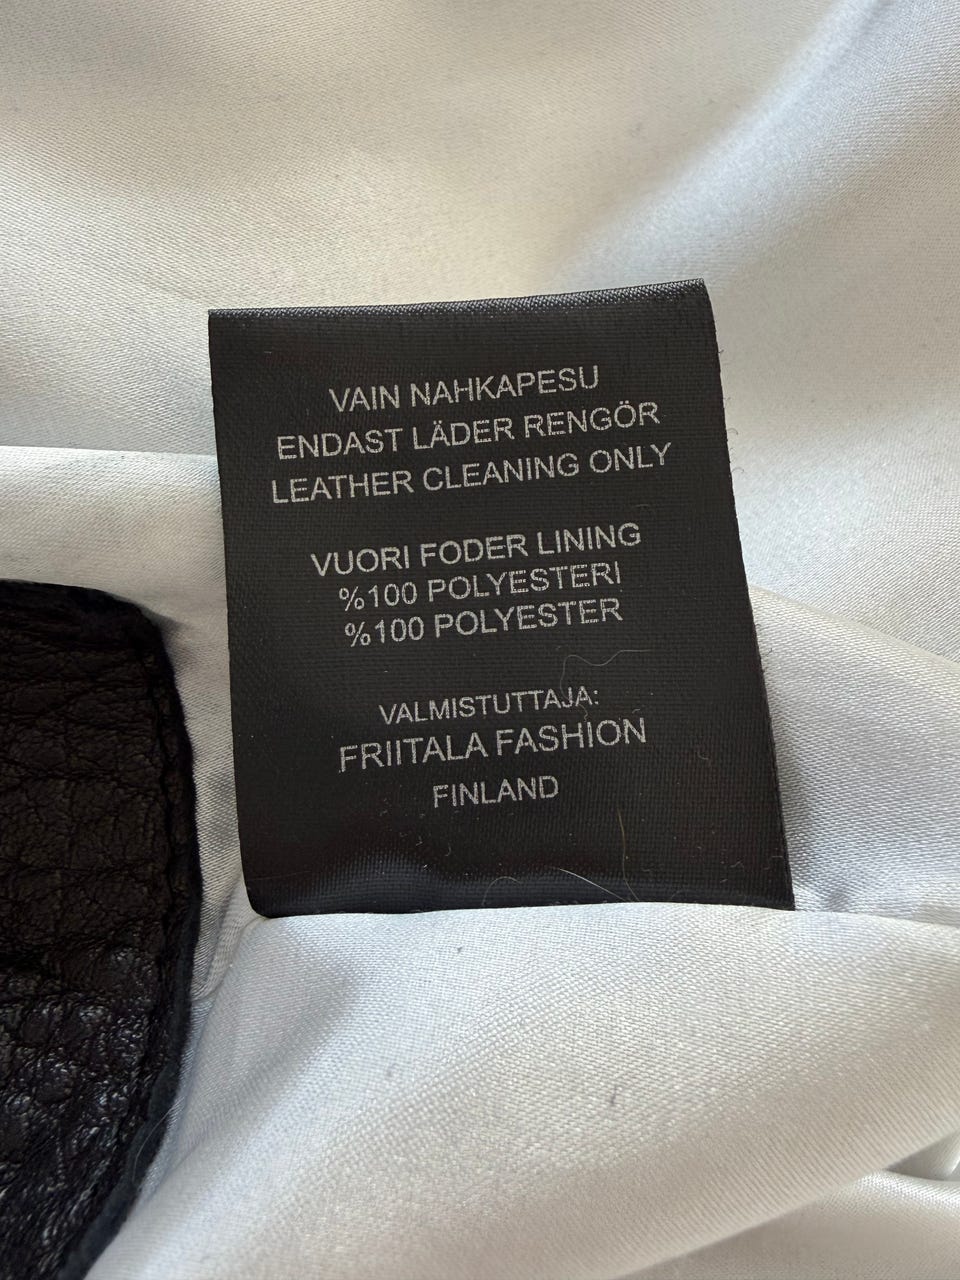 VAIN NAHKAPESU
ENDAST LÄDER RENGÖR
LEATHER CLEANING ONLY
VUORI FODER LINING
%100 POLYESTERI
%100 POLYESTER
VALMISTUTTAJA:
FRIITALA FASHION
FINLAND